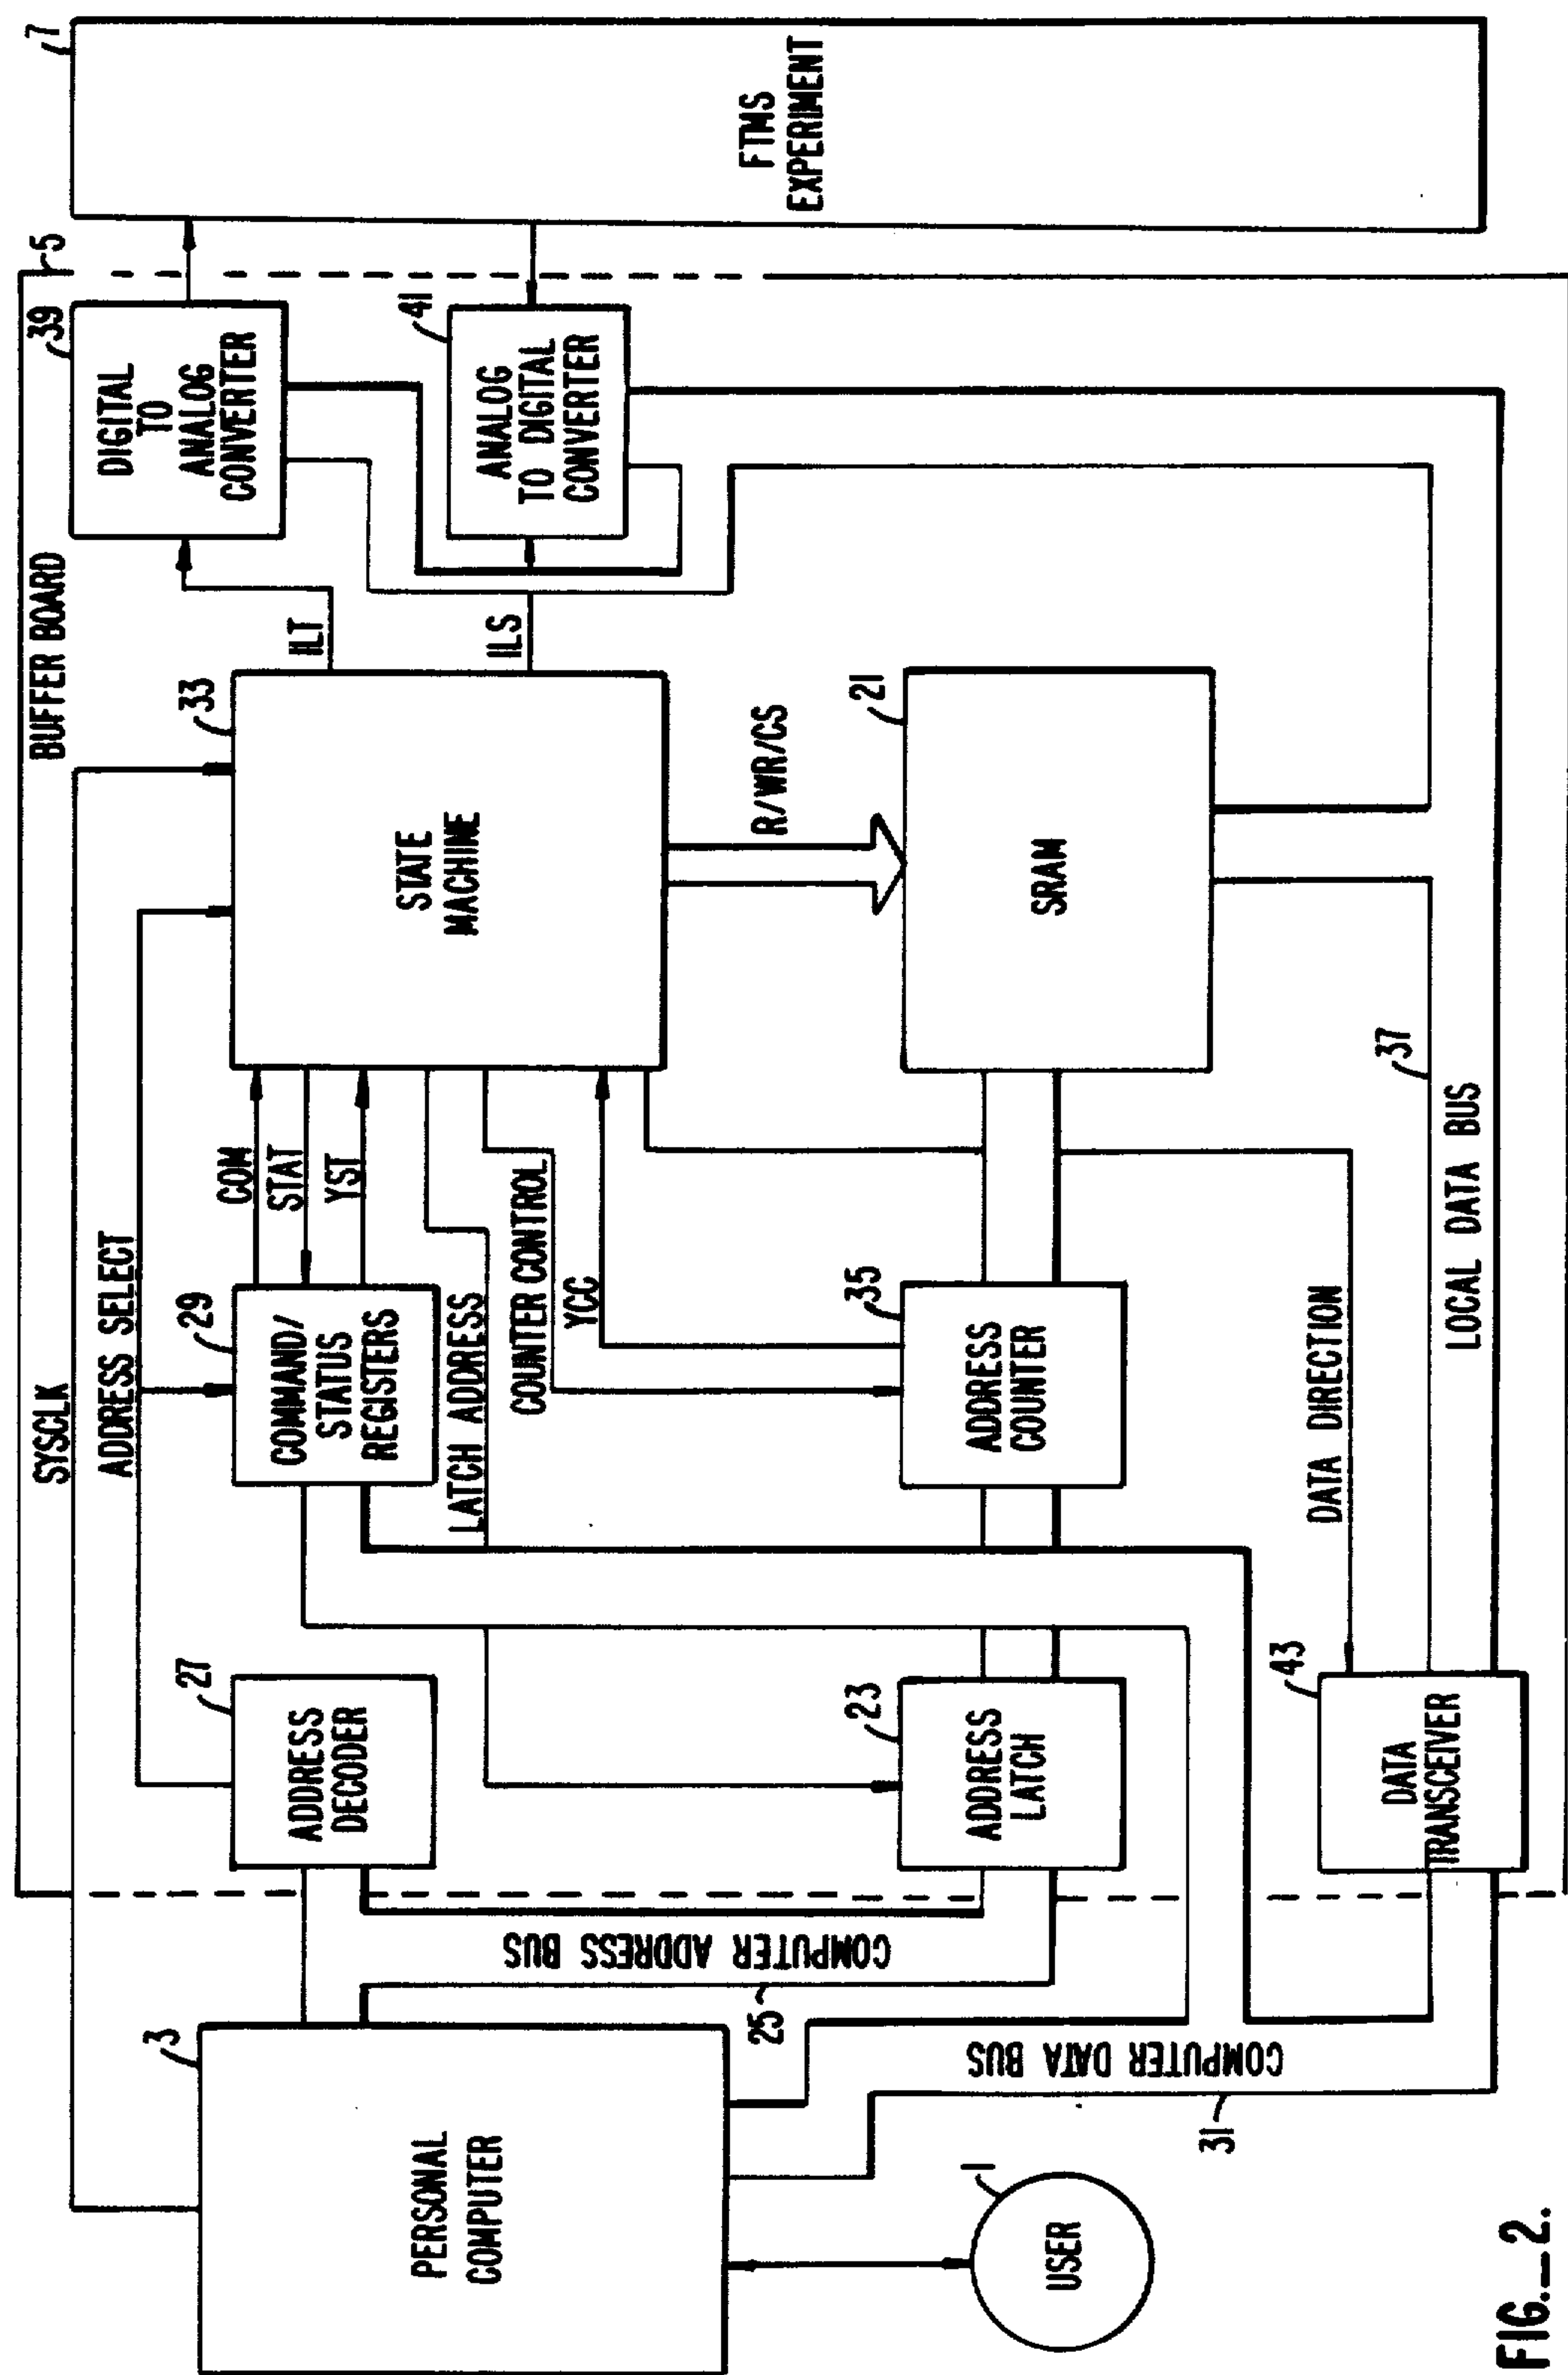 BUFFER BOARD
5
SYSCLK
ADDRESS SELECT
3
PERSONAL
COMPUTER
27
ADDRESS
DECODER
29
COMMAND/
STATUS
REGISTERS
COM
STAT
YST
33
STATE
MACHINE
ILT
ILS
39
DIGITAL
TO
ANALOG
CONVERTER
41
ANALOG
TO DIGITAL
CONVERTER
7
FTMS
EXPERIMENT
LATCH ADDRESS
COUNTER CONTROL
YCC
R/WR/CS
COMPUTER ADDRESS BUS
25
23
ADDRESS
LATCH
35
ADDRESS
COUNTER
21
SRAM
COMPUTER DATA BUS
31
1
USER
DATA DIRECTION
37
LOCAL DATA BUS
43
DATA
TRANSCEIVER
FIG._2.